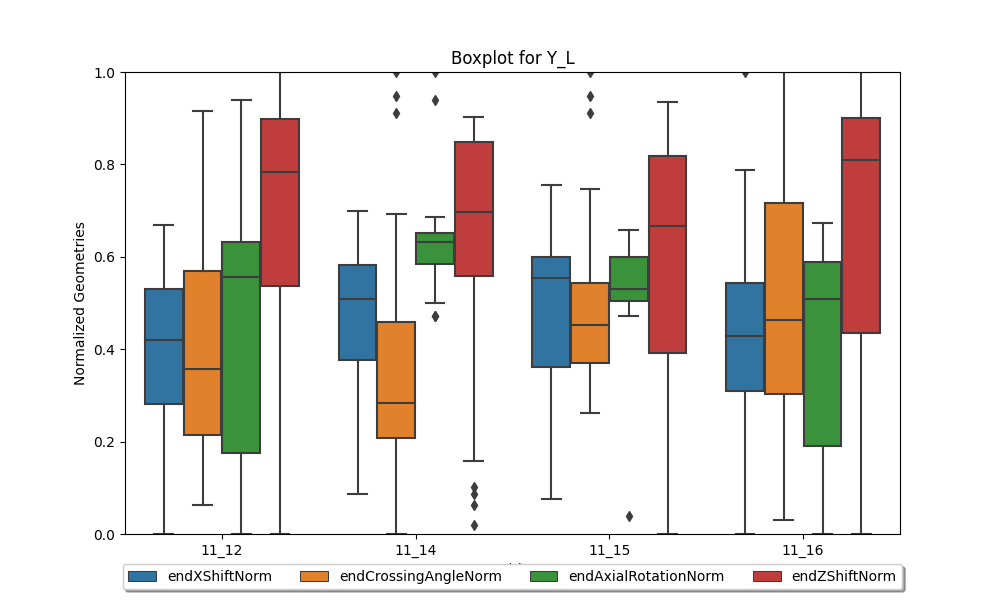 Boxplot for Y_L
Normalized Geometries
1.0
0.8
0.6
0.4
0.2
0.0
11_12 11_14 11_15 11_16
endXShiftNorm endCrossingAngleNorm endAxialRotationNorm endZShiftNorm